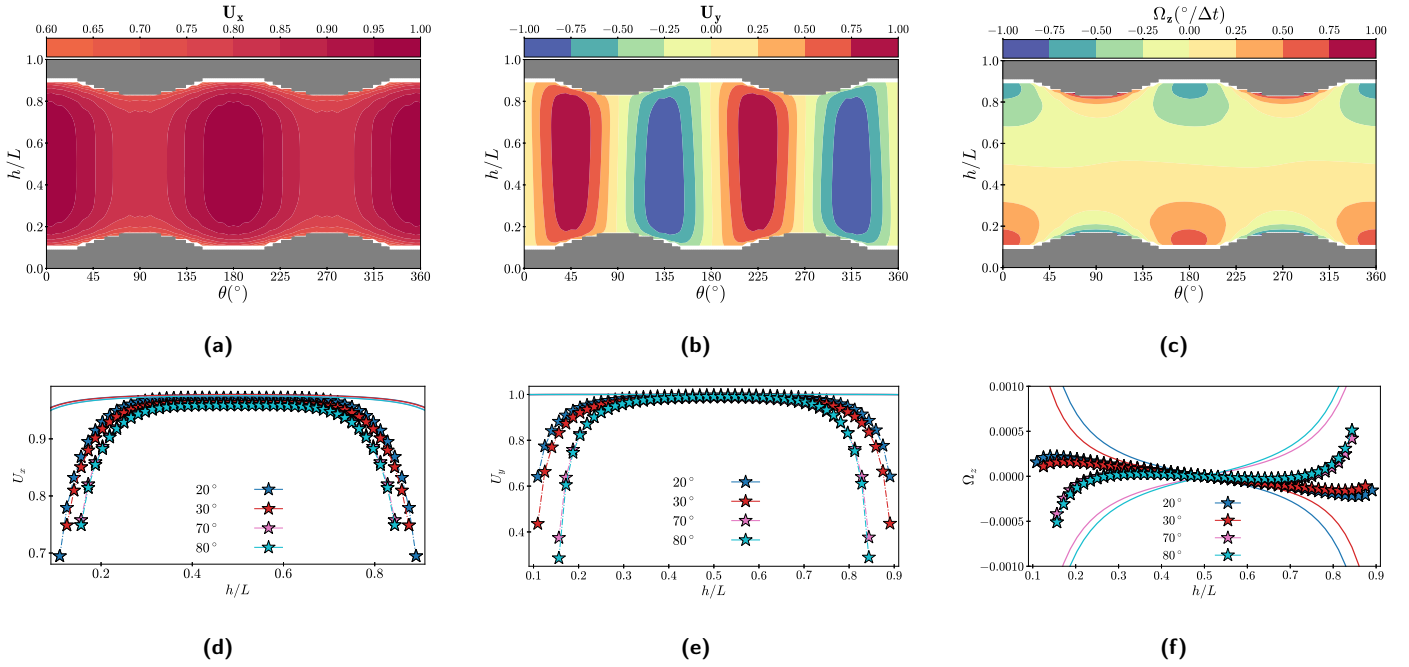 U_x
0.60 0.65 0.70 0.75 0.80 0.85 0.90 0.95 1.00
h/L
1.0
0.8
0.6
0.4
0.2
0.0
0 45 90 135 180 225 270 315 360
θ(°)
(a)
U_y
−1.00 −0.75 −0.50 −0.25 0.00 0.25 0.50 0.75 1.00
h/L
1.0
0.8
0.6
0.4
0.2
0.0
0 45 90 135 180 225 270 315 360
θ(°)
(b)
Ω_z(°/Δt)
−1.00 −0.75 −0.50 −0.25 0.00 0.25 0.50 0.75 1.00
h/L
1.0
0.8
0.6
0.4
0.2
0.0
0 45 90 135 180 225 270 315 360
θ(°)
(c)
U_x
0.9
0.8
0.7
20°
30°
70°
80°
0.2 0.4 0.6 0.8
h/L
(d)
U_y
1.0
0.8
0.6
0.4
20°
30°
70°
80°
0.1 0.2 0.3 0.4 0.5 0.6 0.7 0.8 0.9
h/L
(e)
Ω_z
0.0010
0.0005
0.0000
−0.0005
−0.0010
20°
30°
70°
80°
0.1 0.2 0.3 0.4 0.5 0.6 0.7 0.8 0.9
h/L
(f)